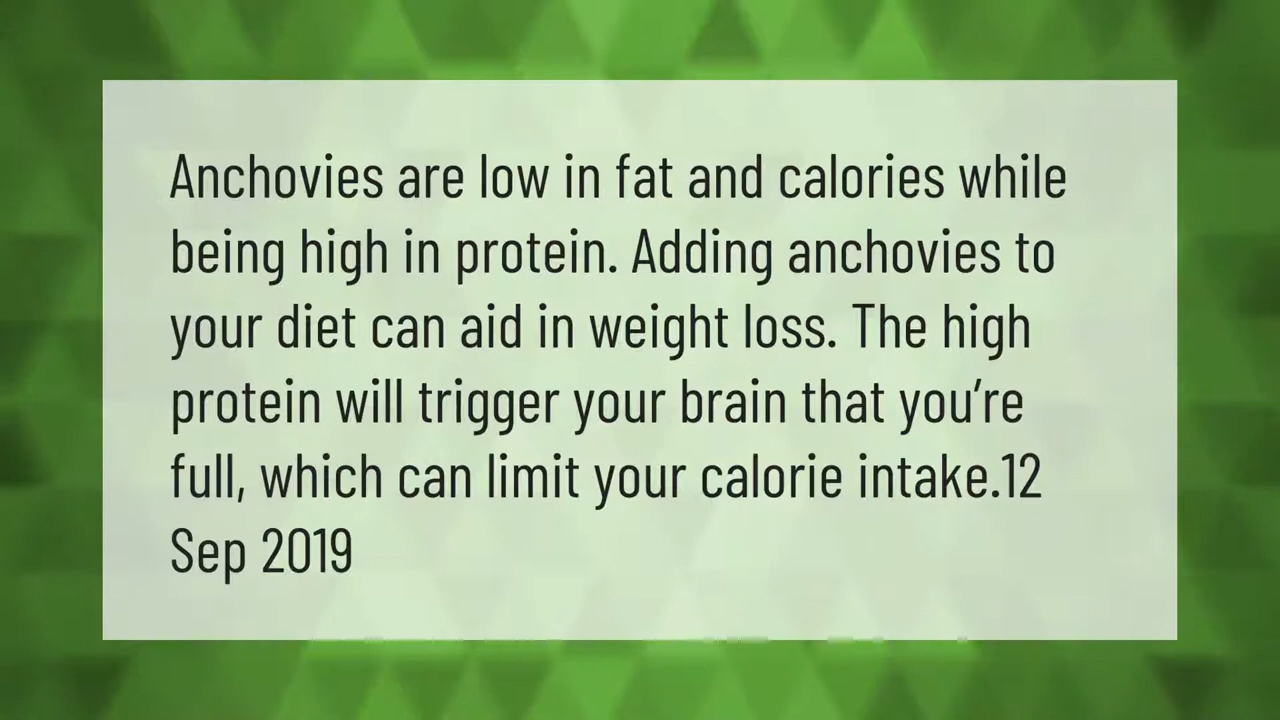 Anchovies are low in fat and calories while
being high in protein. Adding anchovies to
your diet can aid in weight loss. The high
protein will trigger your brain that you’re
full, which can limit your calorie intake.12
Sep 2019